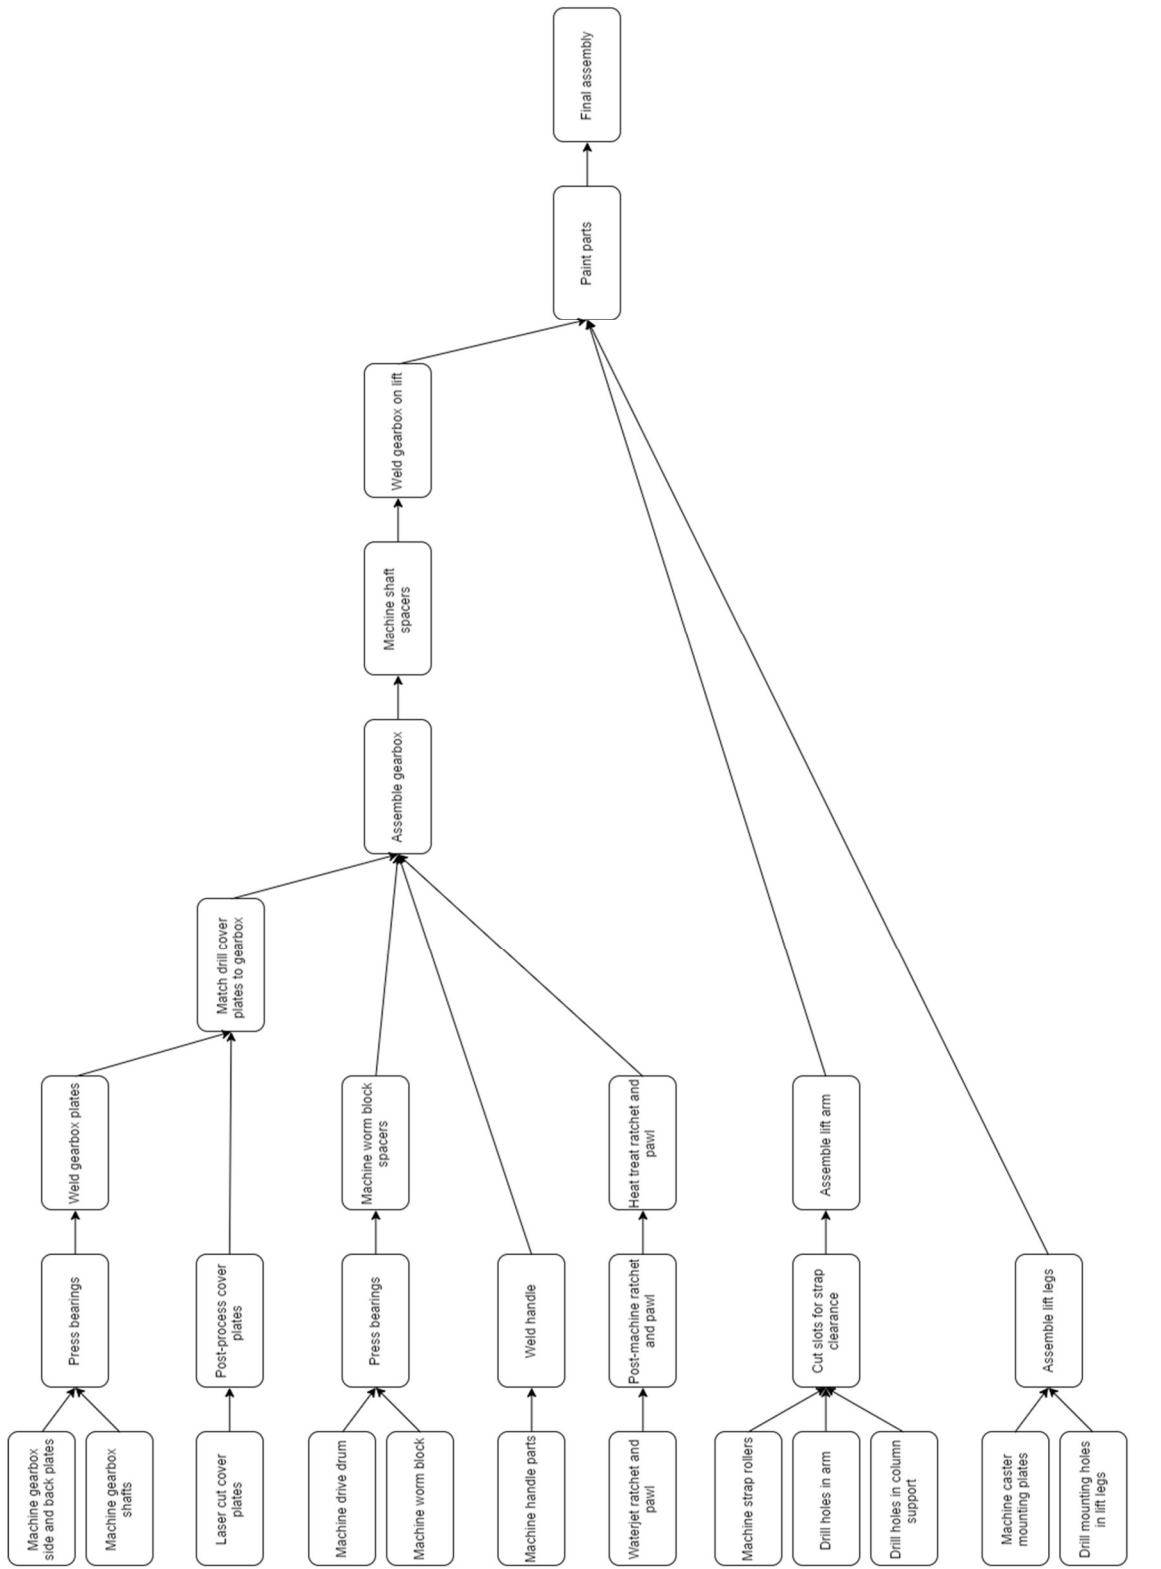 Final assembly
Paint parts
Weld gearbox on lift
Machine shaft
spacers
Assemble gearbox
Match drill cover
plates to gearbox
Weld gearbox plates
Machine worm block
spacers
Heat treat ratchet and
pawl
Assemble lift arm
Press bearings
Post-process cover
plates
Press bearings
Weld handle
Post-machine ratchet
and pawl
Cut slots for strap
clearance
Assemble lift legs
Machine gearbox
side and back plates
Machine gearbox
shafts
Laser cut cover
plates
Machine drive drum
Machine worm block
Machine handle parts
Waterjet ratchet and
pawl
Machine strap rollers
Drill holes in arm
Drill holes in column
support
Machine caster
mounting plates
Drill mounting holes
in lift legs